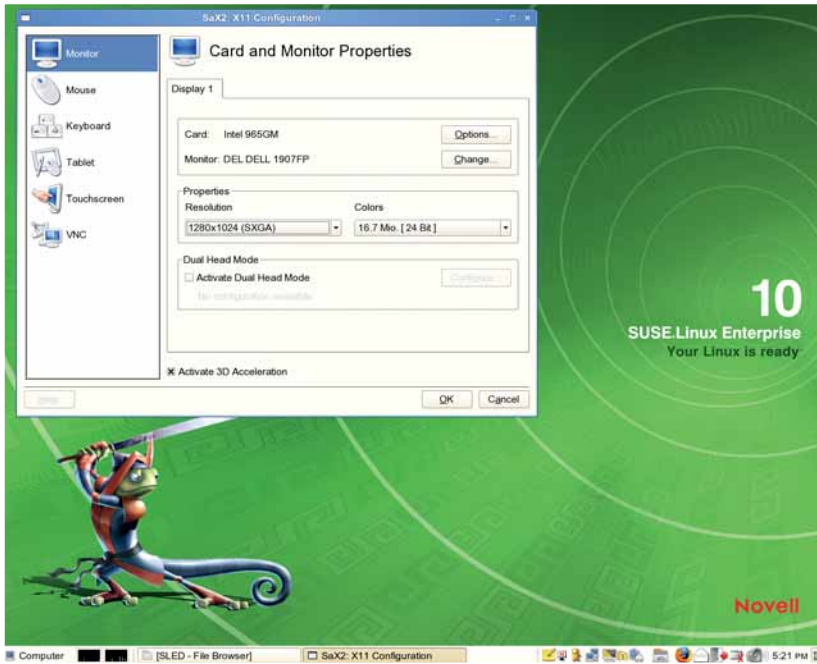 SaX2: X11 Configuration
Monitor
Mouse
Keyboard
Tablet
Touchscreen
VNC
Card and Monitor Properties
Display 1
Card: Intel 965GM
Options...
Monitor: DEL DELL 1907FP
Change...
Properties
Resolution
Colors
1280x1024 (SXGA)
16.7 Mio. [ 24 Bit ]
Dual Head Mode
Activate Dual Head Mode
Configure...
No configuration available
Activate 3D Acceleration
OK
Cancel
10
SUSE Linux Enterprise
Your Linux is ready
Novell
Computer
[SLED - File Browser]
SaX2: X11 Configuration
5:21 PM